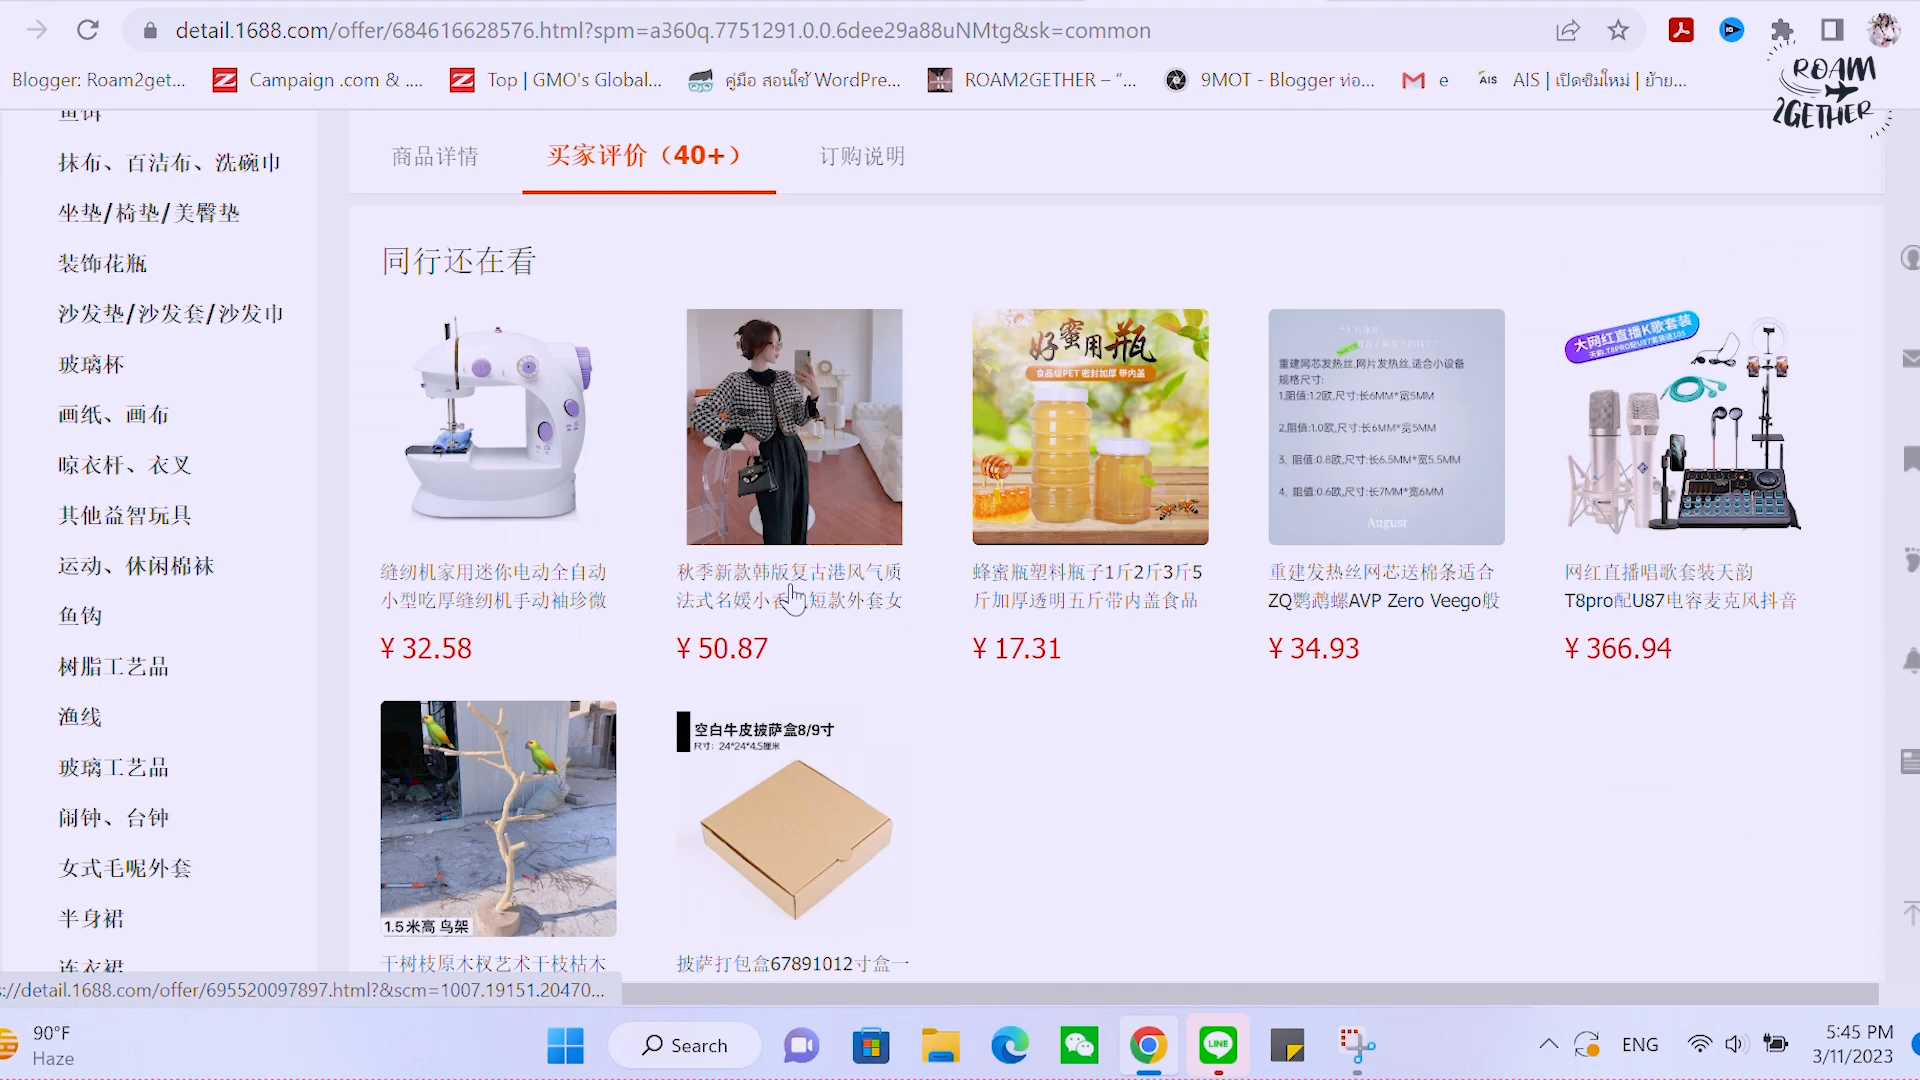 detail.1688.com/offer/684616628576.html?spm=a360q.7751291.0.0.6dee29a88uNMtg&sk=common
Blogger: Roam2get...
Campaign .com & ....
Top | GMO's Global...
คู่มือ สอนใช้ WordPre...
ROAM2GETHER – “...
9MOT - Blogger ท่อ...
e
AIS
AIS | เปิดซิมใหม่ | ย้าย...
ROAM
2GETHER
鱼饵
抹布、百洁布、洗碗巾
坐垫/椅垫/美臀垫
装饰花瓶
沙发垫/沙发套/沙发巾
玻璃杯
画纸、画布
晾衣杆、衣叉
其他益智玩具
运动、休闲棉袜
鱼钩
树脂工艺品
渔线
玻璃工艺品
闹钟、台钟
女式毛呢外套
半身裙
连衣裙
商品详情
买家评价（40+）
订购说明
同行还在看
缝纫机家用迷你电动全自动
小型吃厚缝纫机手动袖珍微
¥ 32.58
秋季新款韩版复古港风气质
法式名媛小香 短款外套女
¥ 50.87
好蜜用瓶
食品级PET 密封加厚 带内盖
蜂蜜瓶塑料瓶子1斤2斤3斤5
斤加厚透明五斤带内盖食品
¥ 17.31
重建网芯发热丝,网片发热丝,适合小设备
规格尺寸:
1.阻值:1.2欧,尺寸:长6MM*宽5MM
2,阻值:1.0欧,尺寸:长6MM*宽5MM
3, 阻值:0.8欧,尺寸:长6.5MM*宽5.5MM
4, 阻值:0.6欧,尺寸:长7MM*宽6MM
August
重建发热丝网芯送棉条适合
ZQ鹦鹉螺AVP Zero Veego般
¥ 34.93
大网红直播K歌套装
网红直播唱歌套装天韵
T8pro配U87电容麦克风抖音
¥ 366.94
1.5米高 鸟架
干树枝原木杈艺术干枝枯木
空白牛皮披萨盒8/9寸
尺寸：24*24*4.5厘米
披萨打包盒67891012寸盒一
://detail.1688.com/offer/695520097897.html?&scm=1007.19151.20470...
90°F
Haze
Search
LINE
ENG
5:45 PM
3/11/2023